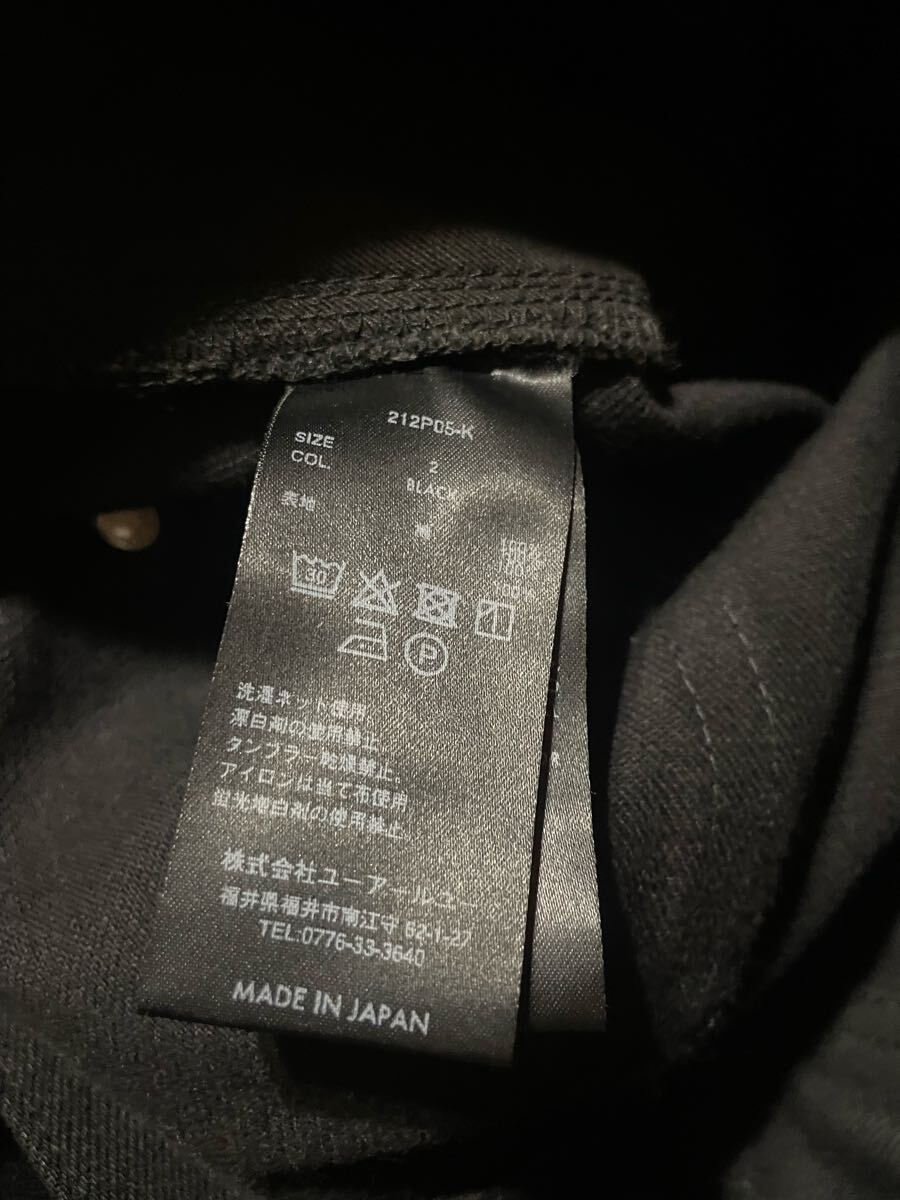 212P05-K
SIZE 2
COL. BLACK
表地 綿 100%
30
P
洗濯ネット使用
漂白剤の使用禁止
タンブラー乾燥禁止
アイロンは当て布使用
蛍光増白剤の使用禁止
株式会社ユーアールユー
福井県福井市南江守 62-1-27
TEL:0776-33-3640
MADE IN JAPAN